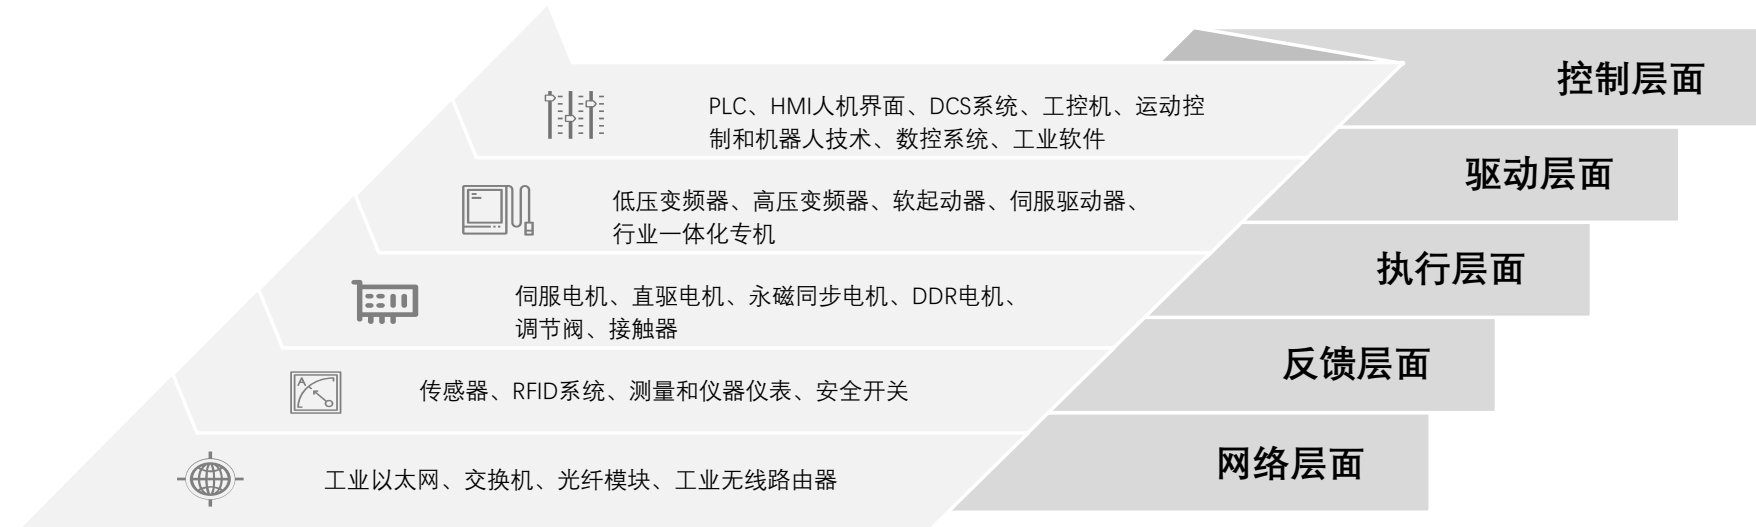 控制层面
PLC、HMI人机界面、DCS系统、工控机、运动控
制和机器人技术、数控系统、工业软件
驱动层面
低压变频器、高压变频器、软起动器、伺服驱动器、
行业一体化专机
执行层面
伺服电机、直驱电机、永磁同步电机、DDR电机、
调节阀、接触器
反馈层面
A
传感器、RFID系统、测量和仪器仪表、安全开关
网络层面
工业以太网、交换机、光纤模块、工业无线路由器